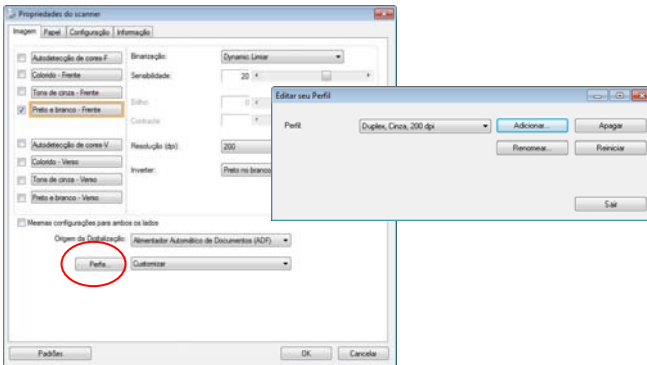 Propriedades do scanner
Imagem Papel Configuração Informação
Autodetecção de cores-F
Binarização:
Dynamic Limiar
Colorido - Frente
Sensibilidade:
20
Tons de cinza - Frente
Brilho:
0
Preto e branco - Frente
Contraste:
Autodetecção de cores-V
Resolução (dpi):
200
Colorido - Verso
Inverter:
Preto no branco
Tons de cinza - Verso
Preto e branco - Verso
Mesmas configurações para ambos os lados
Origem da Digitalização:
Alimentador Automático de Documentos (ADF)
Perfis...
Customizar
Padrões
OK
Cancelar
Editar seu Perfil
Perfil:
Duplex, Cinza, 200 dpi
Adicionar...
Apagar
Renomear...
Reiniciar
Sair